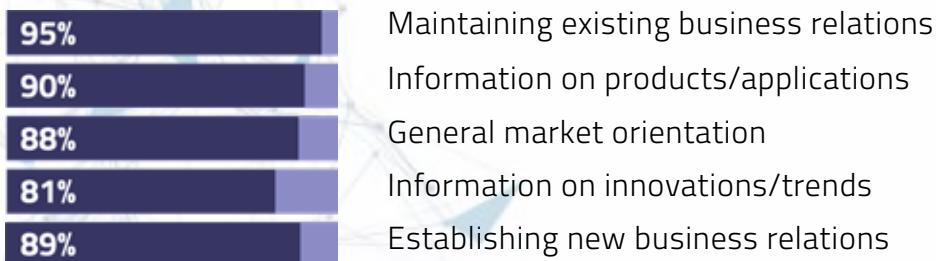 95% Maintaining existing business relations
90% Information on products/applications
88% General market orientation
81% Information on innovations/trends
89% Establishing new business relations